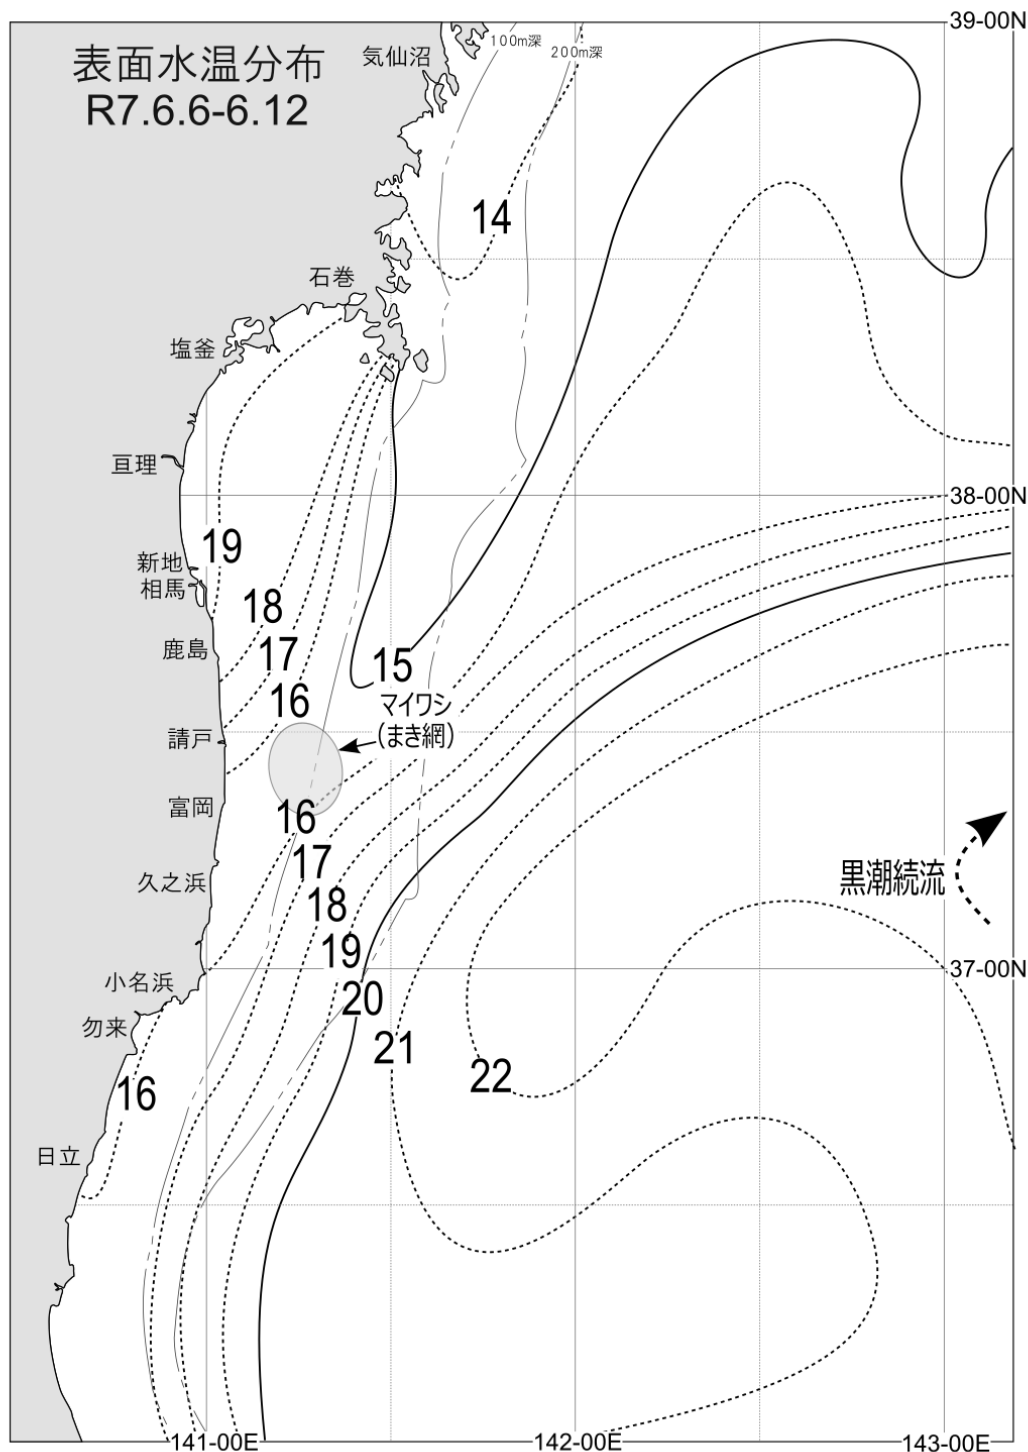 39-00N
表面水温分布
R7.6.6-6.12
気仙沼
100m深
200m深
14
石巻
塩釜
亘理
38-00N
19
新地
相馬
18
鹿島
17
15
16
マイワシ
(まき網)
請戸
富岡
16
17
久之浜
黒潮続流
18
19
37-00N
小名浜
20
勿来
21
22
16
日立
141-00E
142-00E
143-00E